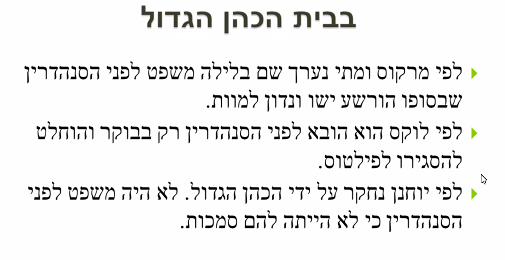 בבית הכהן הגדול
לפי מרקוס ומתי נערך שם בלילה משפט לפני הסנהדרין
שבסופו הורשע ישו ונדון למוות.
לפי לוקס הוא הובא לפני הסנהדרין רק בבוקר והוחלט
להסגירו לפילטוס.
לפי יוחנן נחקר על ידי הכהן הגדול. לא היה משפט לפני
הסנהדרין כי לא הייתה להם סמכות.